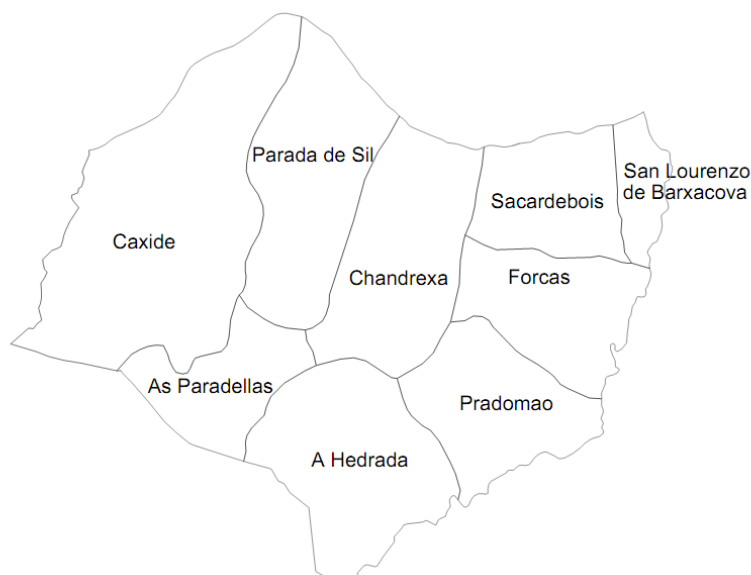 Parada de Sil
San Lourenzo
de Barxacova
Sacardebois
Caxide
Chandrexa
Forcas
As Paradellas
Pradomao
A Hedrada